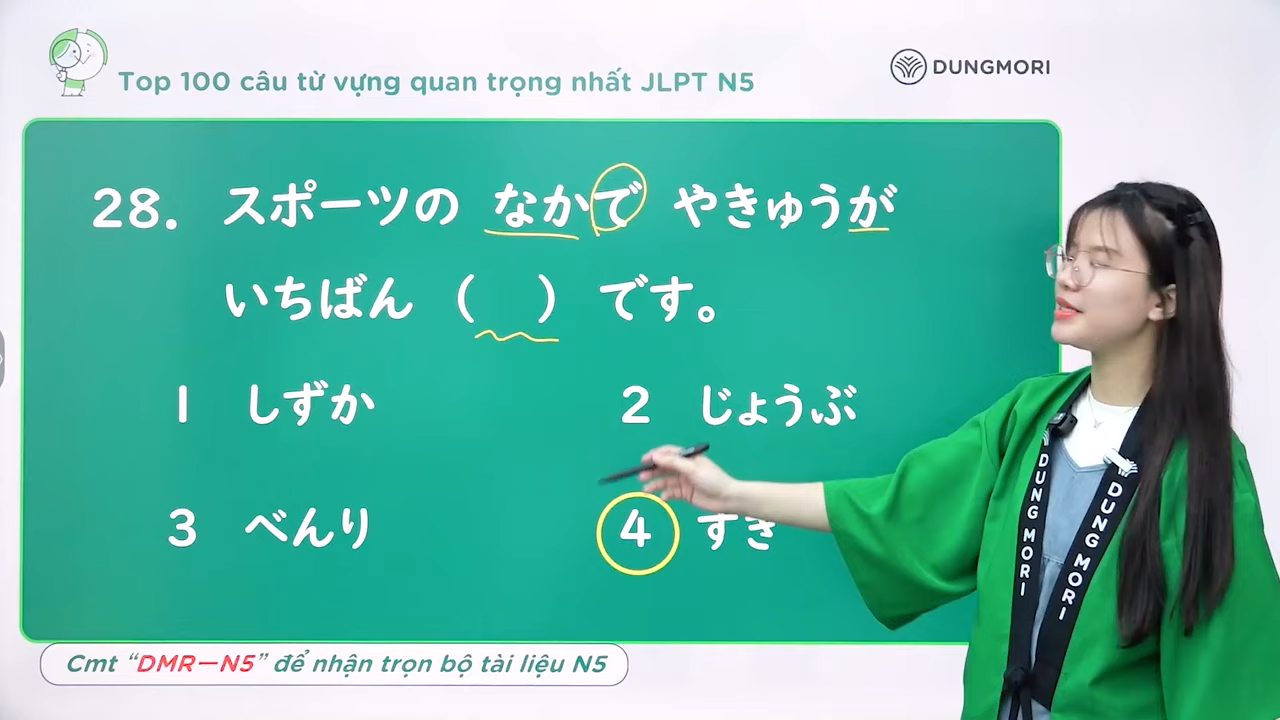 Top 100 câu từ vựng quan trọng nhất JLPT N5
DUNGMORI
28. スポーツの なかで やきゅうが
いちばん ( ) です。
1 しずか
2 じょうぶ
3 べんり
4 すき
Cmt “DMR–N5” để nhận trọn bộ tài liệu N5
DUNG MORI
DUNG MORI